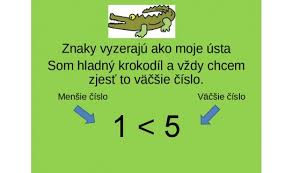 Znaky vyzerajú ako moje ústa
Som hladný krokodíl a vždy chcem
zjesť to väčšie číslo.
Menšie číslo
Väčšie číslo
1 < 5